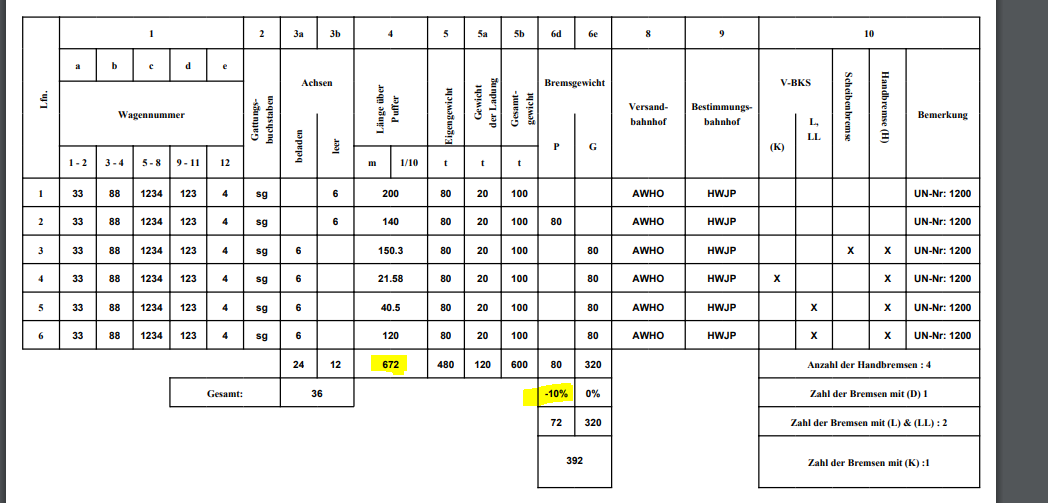 1 2 3a 3b 4 5 5a 5b 6d 6e 8 9 10
Lfn.
a b c d e
Wagennummer
1 - 2 3 - 4 5 - 8 9 - 11 12
Gattungs-
buchstaben
Achsen
beladen leer
Länge über
Puffer
m 1/10
Eigengewicht
t
Gewicht
der Ladung
t
Gesamt-
gewicht
t
Bremsgewicht
P G
Versand-
bahnhof
Bestimmungs-
bahnhof
V-BKS
(K)
L,
LL
Scheibenbremse
Handbremse (H)
Bemerkung
1 33 88 1234 123 4 sg 6 200 80 20 100 AWHO HWJP UN-Nr: 1200
2 33 88 1234 123 4 sg 6 140 80 20 100 80 AWHO HWJP UN-Nr: 1200
3 33 88 1234 123 4 sg 6 150.3 80 20 100 80 AWHO HWJP X X UN-Nr: 1200
4 33 88 1234 123 4 sg 6 21.58 80 20 100 80 AWHO HWJP X X UN-Nr: 1200
5 33 88 1234 123 4 sg 6 40.5 80 20 100 80 AWHO HWJP X X UN-Nr: 1200
6 33 88 1234 123 4 sg 6 120 80 20 100 80 AWHO HWJP X X UN-Nr: 1200
24 12 672 480 120 600 80 320 Anzahl der Handbremsen : 4
Gesamt: 36 -10% 0% Zahl der Bremsen mit (D) 1
72 320 Zahl der Bremsen mit (L) & (LL) : 2
392 Zahl der Bremsen mit (K) :1